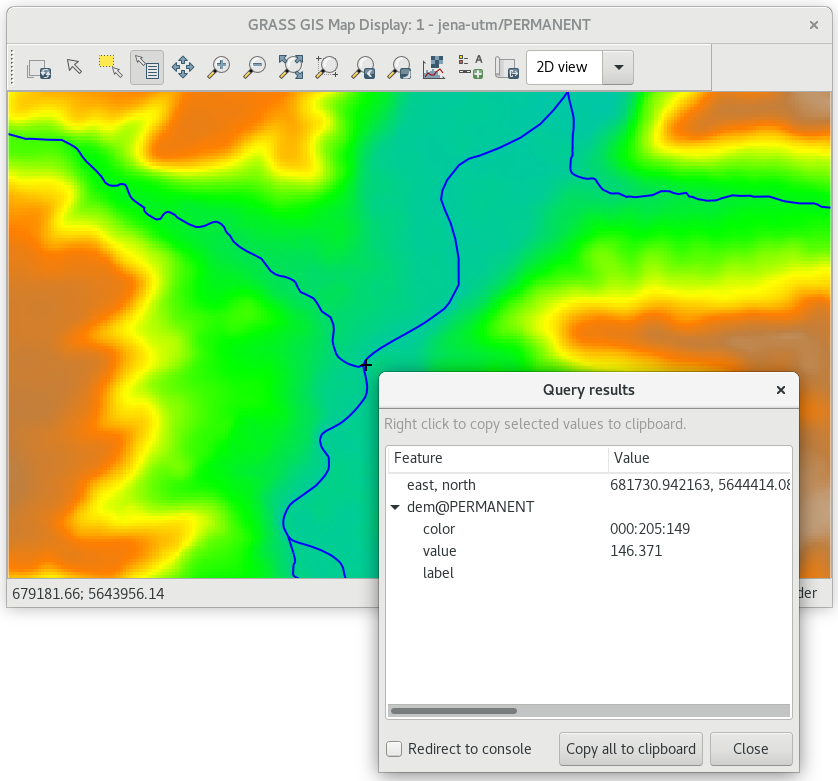 GRASS GIS Map Display: 1 - jena-utm/PERMANENT
2D view
Query results
Right click to copy selected values to clipboard.
Feature Value
east, north 681730.942163, 5644414.08
dem@PERMANENT
color 000:205:149
value 146.371
label
679181.66; 5643956.14
der
Redirect to console Copy all to clipboard Close